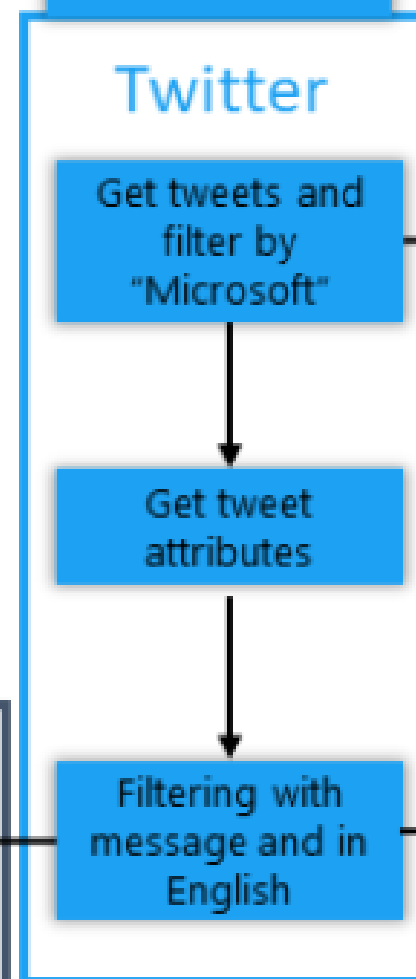 Twitter
Get tweets and
filter by
"Microsoft"
Get tweet
attributes
Filtering with
message and in
English